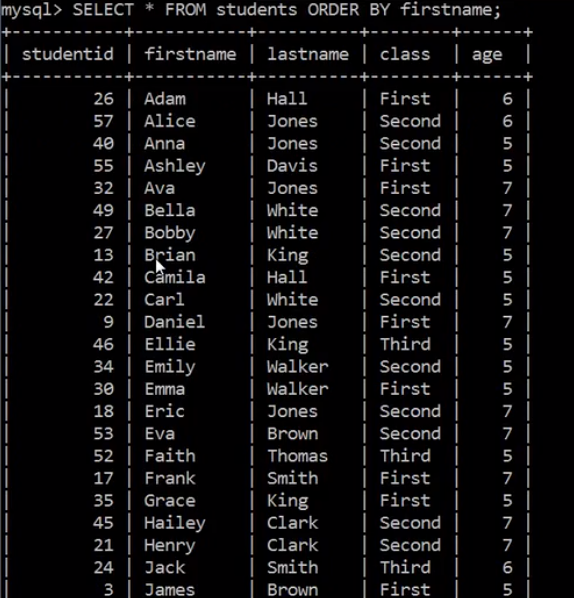 mysql> SELECT * FROM students ORDER BY firstname;
+-----------+-----------+----------+--------+------+
| studentid | firstname | lastname | class  | age  |
+-----------+-----------+----------+--------+------+
|        26 | Adam      | Hall     | First  |    6 |
|        57 | Alice     | Jones    | Second |    6 |
|        40 | Anna      | Jones    | Second |    5 |
|        55 | Ashley    | Davis    | First  |    5 |
|        32 | Ava       | Jones    | First  |    7 |
|        49 | Bella     | White    | Second |    7 |
|        27 | Bobby     | White    | Second |    7 |
|        13 | Brian     | King     | Second |    5 |
|        42 | Camila    | Hall     | First  |    5 |
|        22 | Carl      | White    | Second |    5 |
|         9 | Daniel    | Jones    | First  |    7 |
|        46 | Ellie     | King     | Third  |    5 |
|        34 | Emily     | Walker   | Second |    5 |
|        30 | Emma      | Walker   | First  |    5 |
|        18 | Eric      | Jones    | Second |    7 |
|        53 | Eva       | Brown    | Second |    7 |
|        52 | Faith     | Thomas   | Third  |    5 |
|        17 | Frank     | Smith    | First  |    7 |
|        35 | Grace     | King     | First  |    5 |
|        45 | Hailey    | Clark    | Second |    7 |
|        21 | Henry     | Clark    | Second |    7 |
|        24 | Jack      | Smith    | Third  |    6 |
|         3 | James     | Brown    | First  |    5 |